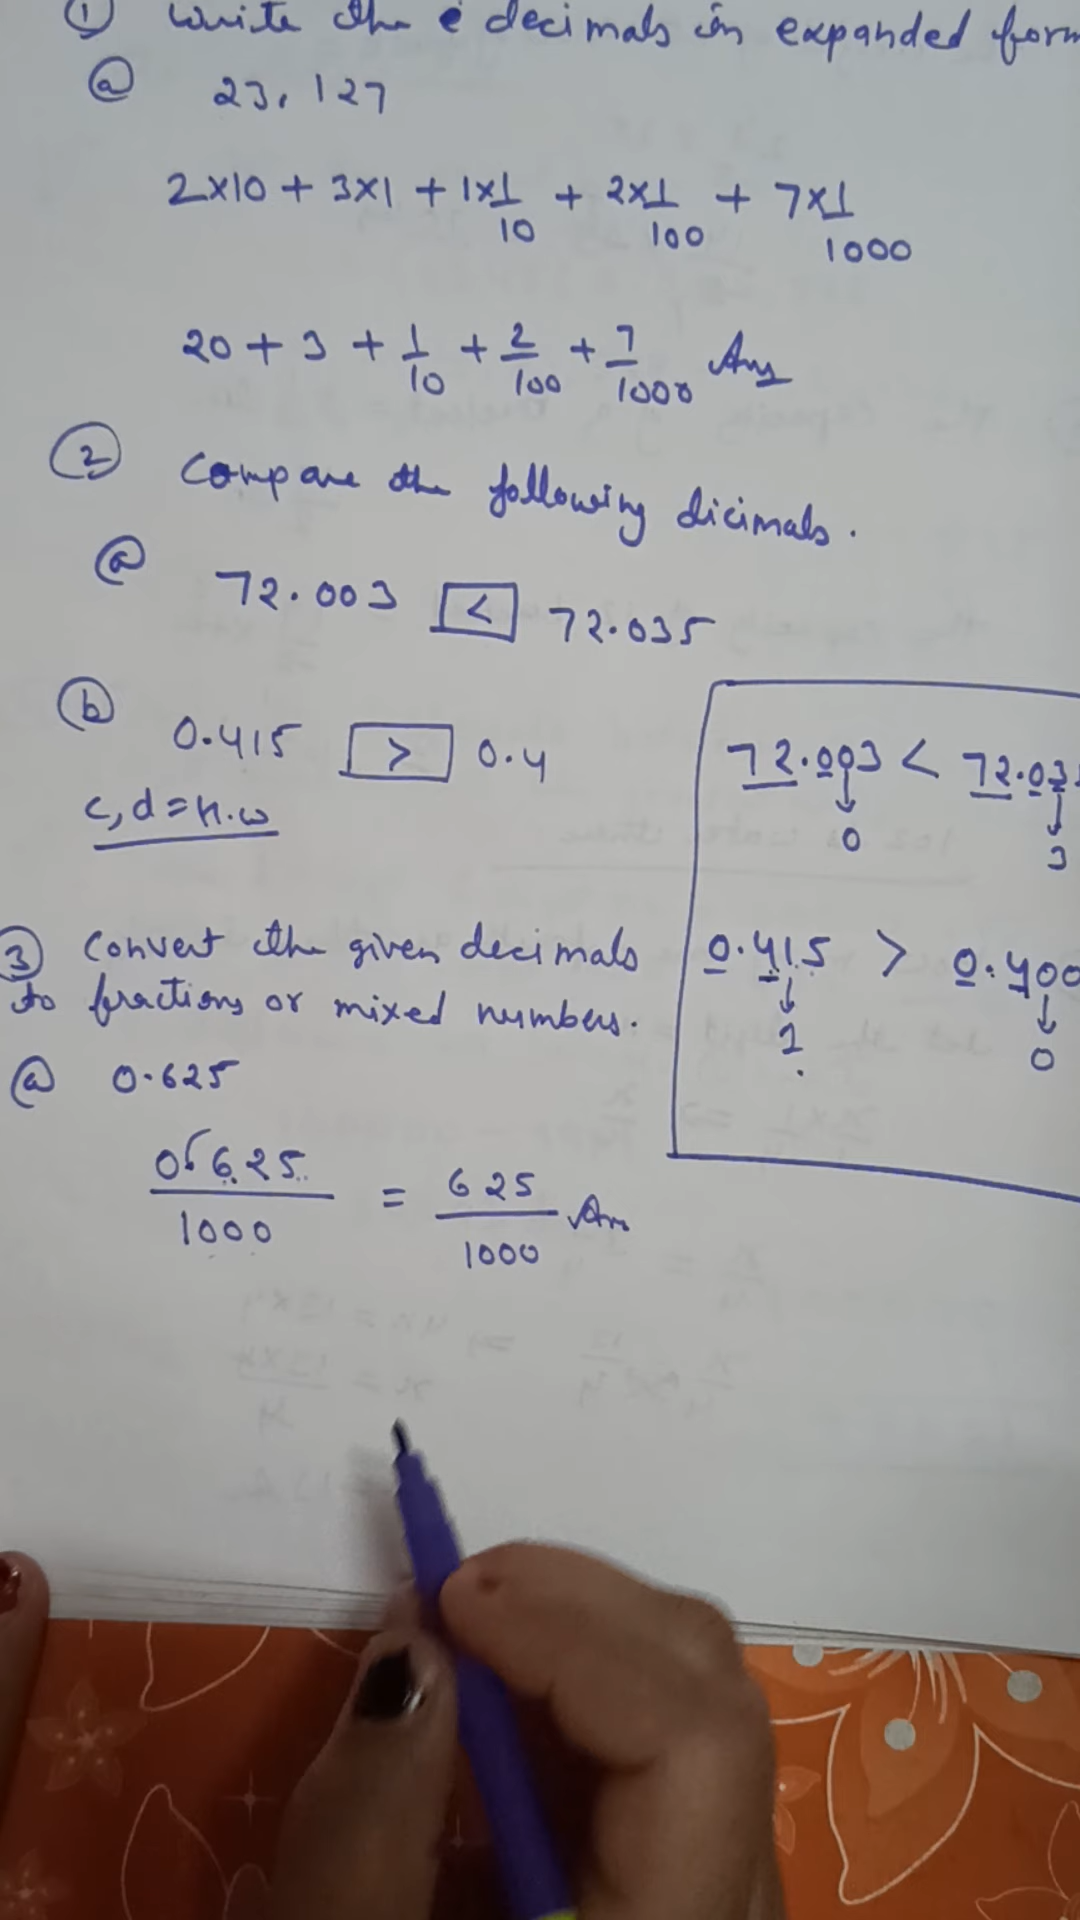 ① Write the decimals in expanded form
ⓐ 23.127
2×10 + 3×1 + 1×1/10 + 2×1/100 + 7×1/1000
20 + 3 + 1/10 + 2/100 + 7/1000 Ans
② Compare the following dicimals.
ⓐ 72.003 < 72.035
ⓑ 0.415 > 0.4
c, d = H.w
72.003 < 72.035
0 3
0.415 > 0.400
1 0
③ Convert the given decimals
to fractions or mixed numbers.
ⓐ 0.625
0.625/1000 = 625/1000 Ans